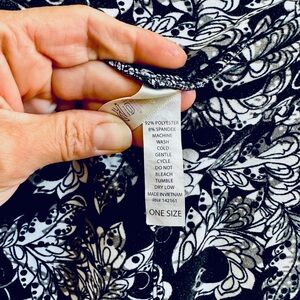 92% POLYESTER
8% SPANDEX
MACHINE
WASH
COLD
GENTLE
CYCLE
DO NOT
BLEACH
TUMBLE
DRY LOW
MADE IN VIETNAM
RN# 142161
ONE SIZE